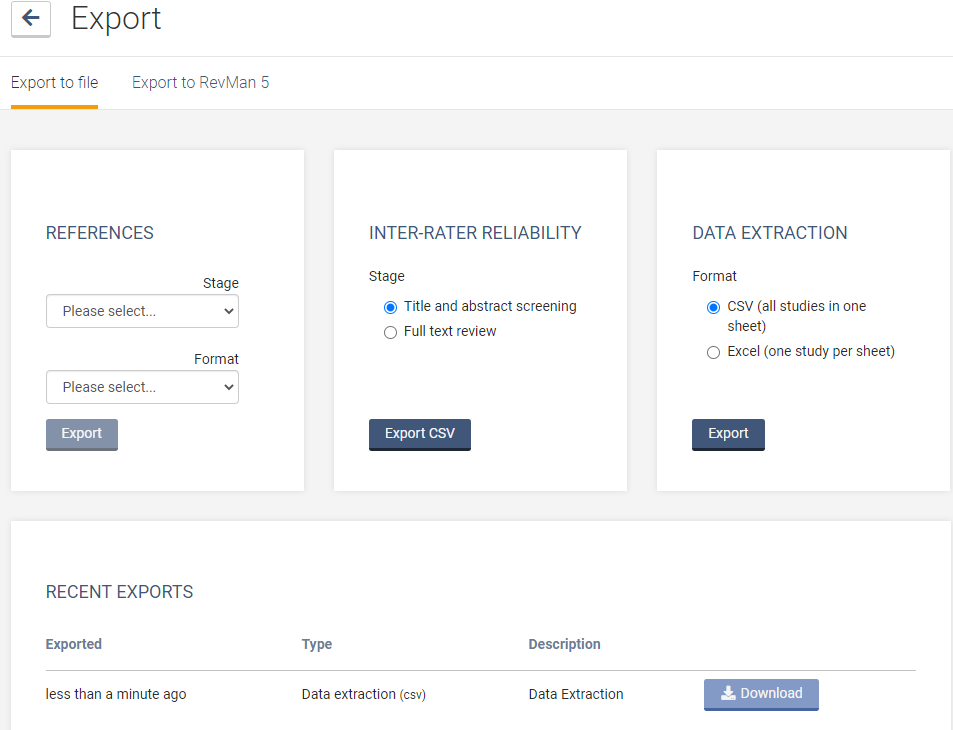 Export
Export to file
Export to RevMan 5
REFERENCES
Stage
Please select...
Format
Please select...
Export
INTER-RATER RELIABILITY
Stage
Title and abstract screening
Full text review
Export CSV
DATA EXTRACTION
Format
CSV (all studies in one
sheet)
Excel (one study per sheet)
Export
RECENT EXPORTS
Exported Type Description
less than a minute ago Data extraction (csv) Data Extraction Download